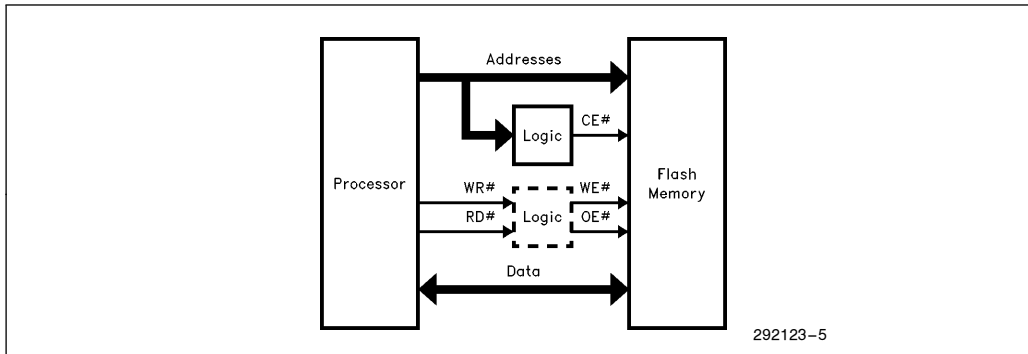 Addresses
Logic
CE#
Processor
Flash
Memory
WR#
RD#
Logic
WE#
OE#
Data
292123-5